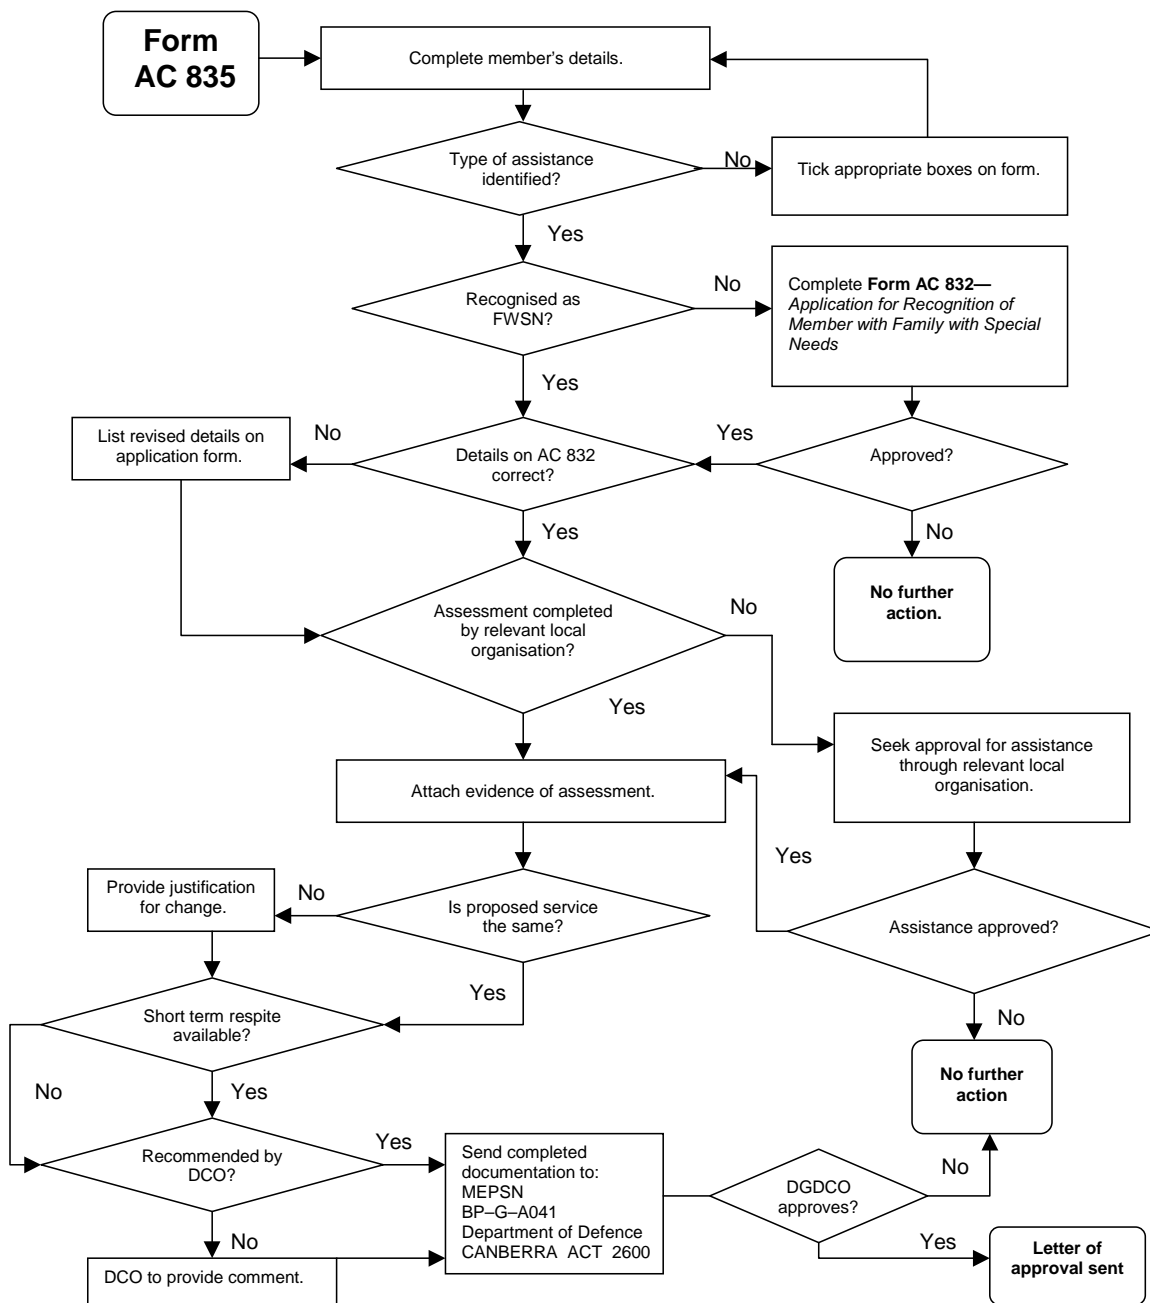 Form
AC 835
Complete member’s details.
Type of assistance
identified?
No
Tick appropriate boxes on form.
Yes
Recognised as
FWSN?
No
Complete Form AC 832—
Application for Recognition of
Member with Family with Special
Needs
Yes
List revised details on
application form.
No
Details on AC 832
correct?
Yes
Approved?
Yes
No
No further
action.
Assessment completed
by relevant local
organisation?
No
Yes
Seek approval for assistance
through relevant local
organisation.
Attach evidence of assessment.
Yes
Provide justification
for change.
No
Is proposed service
the same?
Assistance approved?
Yes
Short term respite
available?
No
No further
action
No
Yes
Recommended by
DCO?
Yes
Send completed
documentation to:
MEPSN
BP–G–A041
Department of Defence
CANBERRA ACT 2600
DGDCO
approves?
No
No
Yes
DCO to provide comment.
Letter of
approval sent